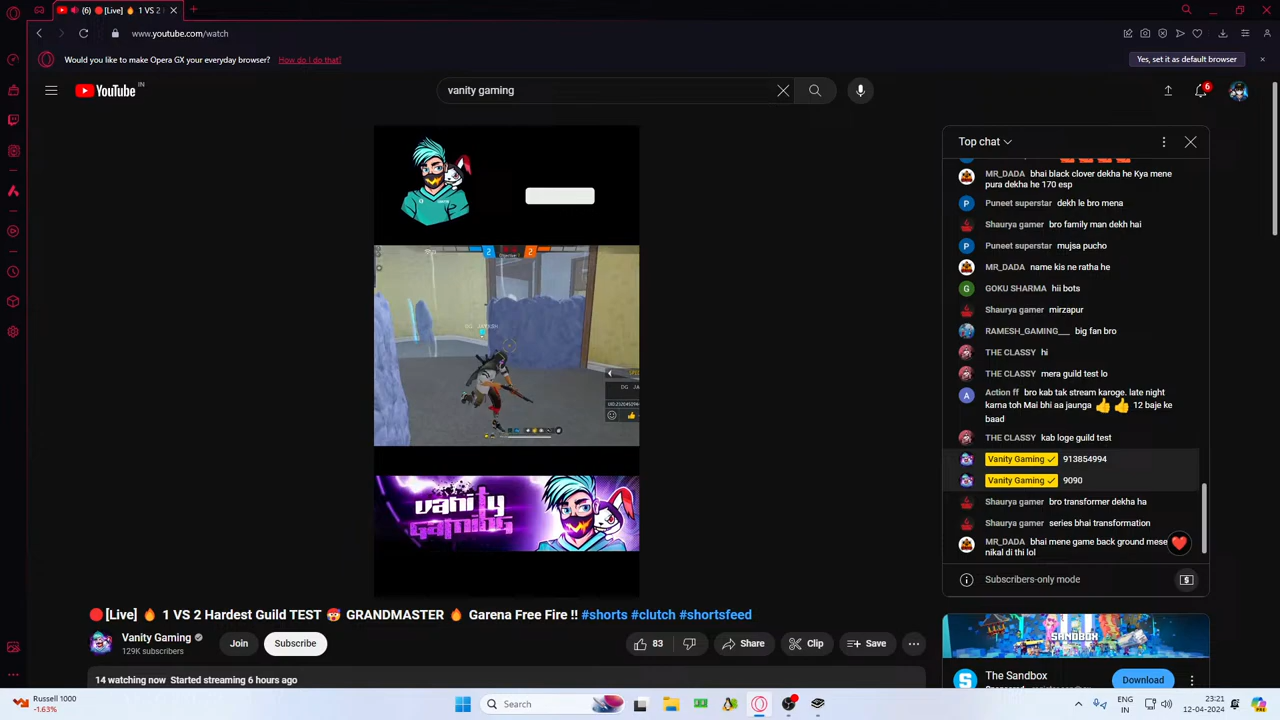 (6) [Live] 1 VS 2
www.youtube.com/watch
Would you like to make Opera GX your everyday browser? How do I do that?
Yes, set it as default browser
YouTube IN
vanity gaming
6
Top chat
MR_DADA bhai black clover dekha he Kya mene
pura dekha he 170 esp
Puneet superstar dekh le bro mena
Shaurya gamer bro family man dekh hai
Puneet superstar mujsa pucho
MR_DADA name kis ne ratha he
GOKU SHARMA hii bots
Shaurya gamer mirzapur
RAMESH_GAMING__ big fan bro
THE CLASSY hi
THE CLASSY mera guild test lo
Action ff bro kab tak stream karoge. late night
karna toh Mai bhi aa jaunga 👍 👍 12 baje ke
baad
THE CLASSY kab loge guild test
Vanity Gaming 913854994
Vanity Gaming 9090
Shaurya gamer bro transformer dekha ha
Shaurya gamer series bhai transformation
MR_DADA bhai mene game back ground mese
nikal di thi lol
Subscribers-only mode
2
2
vanity
gaming
[Live] 🔥 1 VS 2 Hardest Guild TEST GRANDMASTER 🔥 Garena Free Fire !! #shorts #clutch #shortsfeed
Vanity Gaming
129K subscribers
Join
Subscribe
83
Share
Clip
Save
14 watching now Started streaming 6 hours ago
SANDBOX
The Sandbox
Download
Russell 1000
-1.63%
Search
ENG
IN
23:21
12-04-2024